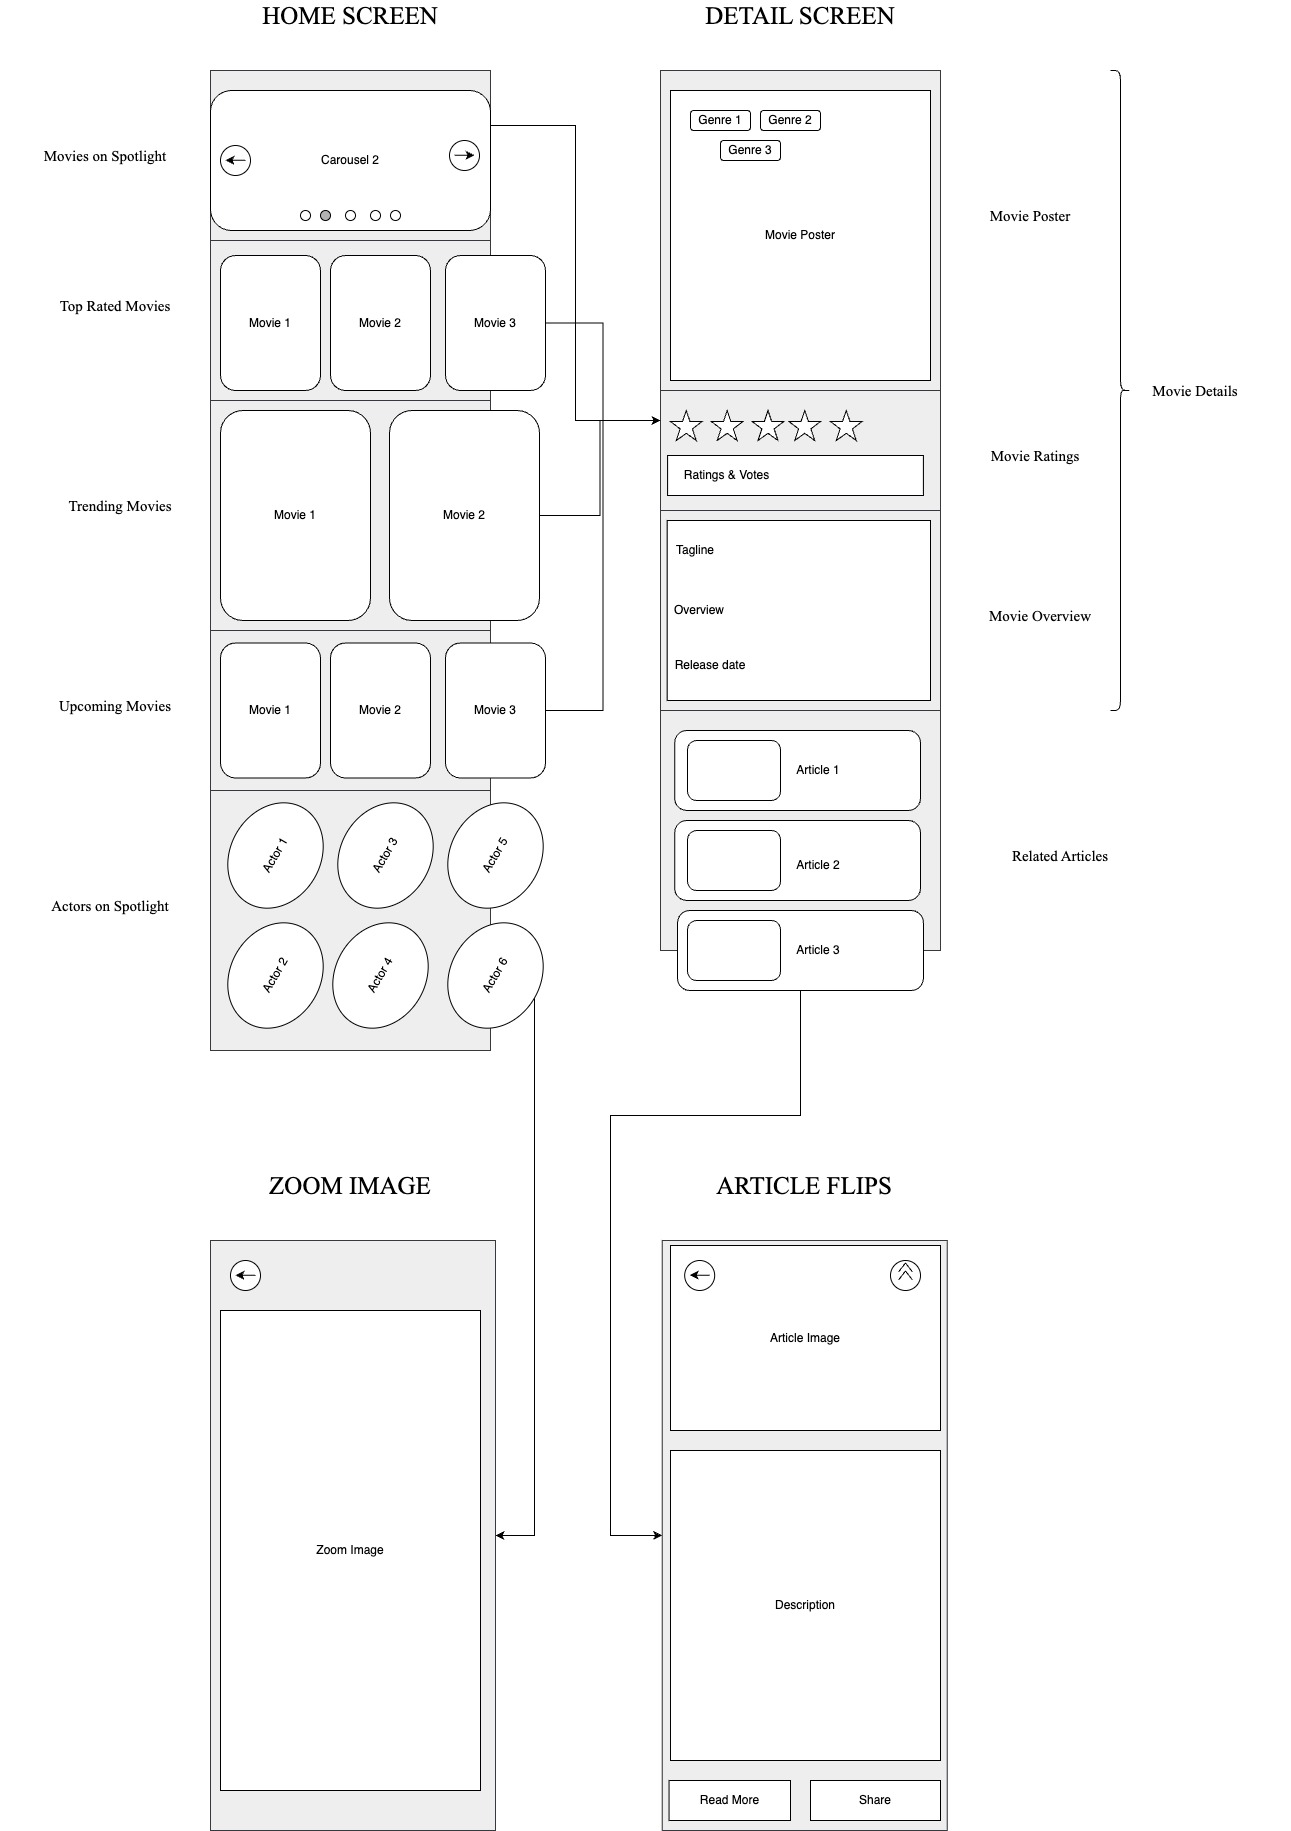 HOME SCREEN
DETAIL SCREEN
Movies on Spotlight
Carousel 2
Top Rated Movies
Movie 1
Movie 2
Movie 3
Trending Movies
Movie 1
Movie 2
Upcoming Movies
Movie 1
Movie 2
Movie 3
Actors on Spotlight
Actor 1
Actor 3
Actor 5
Actor 2
Actor 4
Actor 6
Genre 1
Genre 2
Genre 3
Movie Poster
Movie Poster
Movie Details
Ratings & Votes
Movie Ratings
Tagline
Overview
Release date
Movie Overview
Article 1
Article 2
Article 3
Related Articles
ZOOM IMAGE
Zoom Image
ARTICLE FLIPS
Article Image
Description
Read More
Share